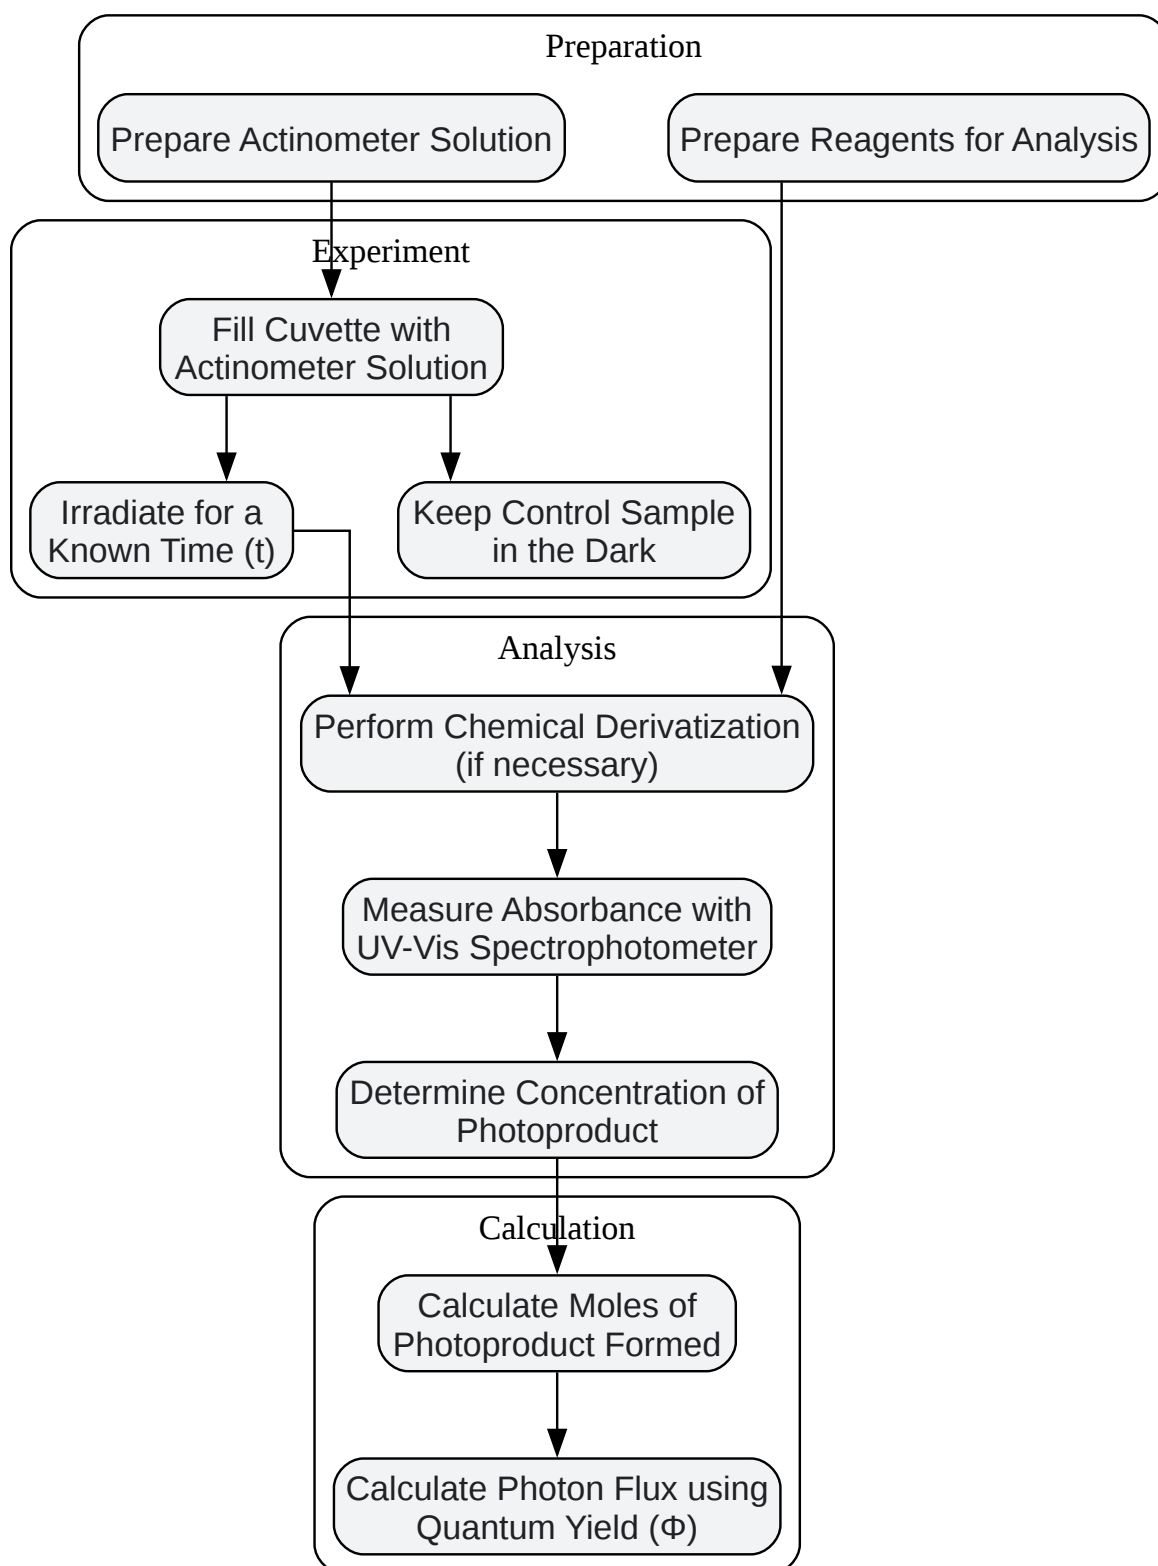 Preparation
Prepare Actinometer Solution
Prepare Reagents for Analysis
Experiment
Fill Cuvette with
Actinometer Solution
Irradiate for a
Known Time (t)
Keep Control Sample
in the Dark
Analysis
Perform Chemical Derivatization
(if necessary)
Measure Absorbance with
UV-Vis Spectrophotometer
Determine Concentration of
Photoproduct
Calculation
Calculate Moles of
Photoproduct Formed
Calculate Photon Flux using
Quantum Yield (Φ)